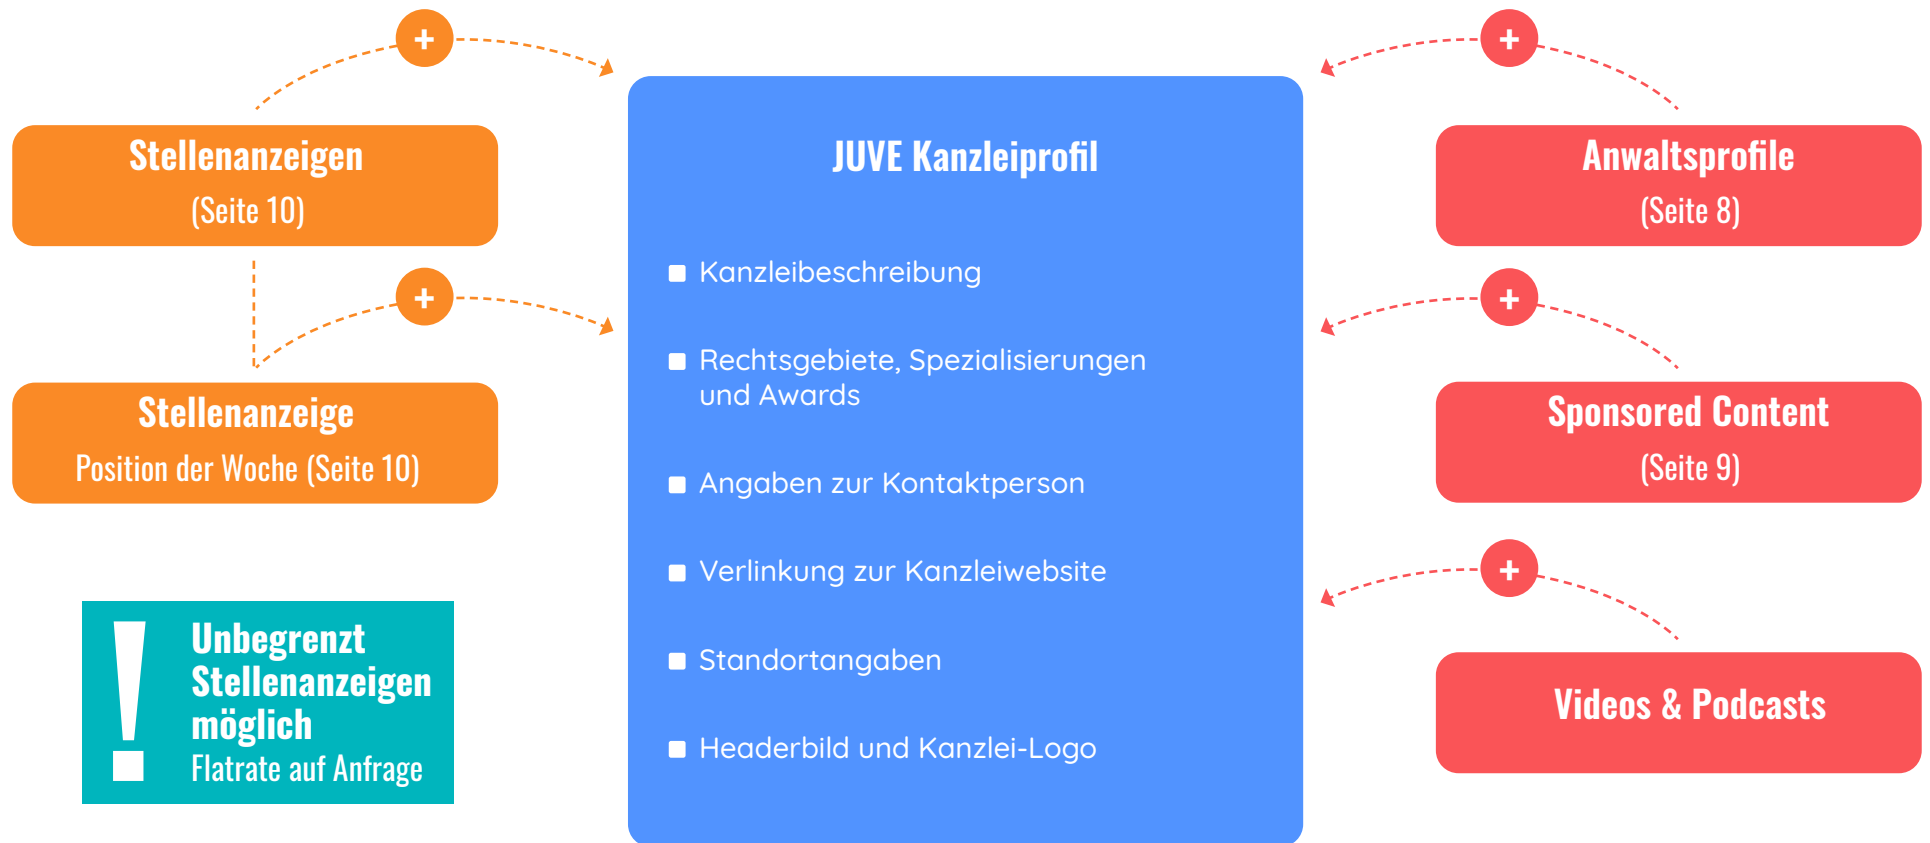 +
+
Stellenanzeigen
(Seite 10)
+
Stellenanzeige
Position der Woche (Seite 10)
!
Unbegrenzt
Stellenanzeigen
möglich
Flatrate auf Anfrage
JUVE Kanzleiprofil
Kanzleibeschreibung
Rechtsgebiete, Spezialisierungen
und Awards
Angaben zur Kontaktperson
Verlinkung zur Kanzleiwebsite
Standortangaben
Headerbild und Kanzlei-Logo
Anwaltsprofile
(Seite 8)
+
Sponsored Content
(Seite 9)
+
Videos & Podcasts